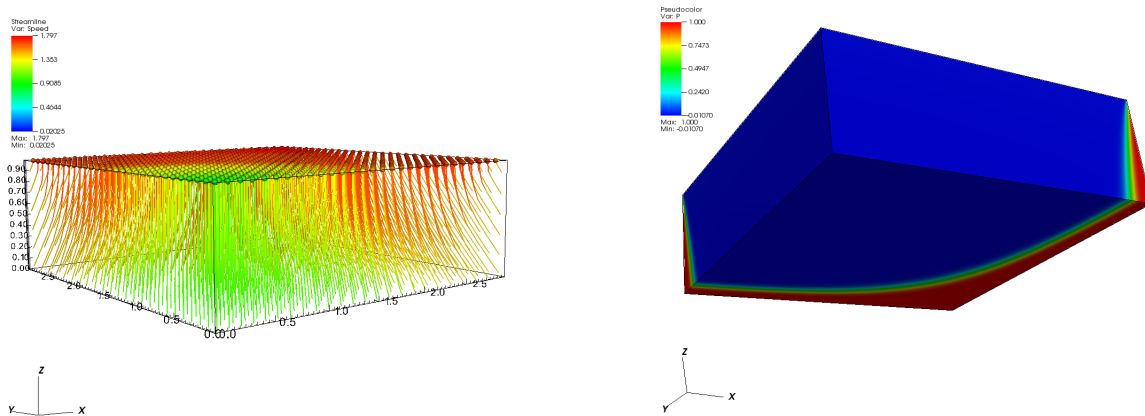 Streamline
Var: Speed
1.797
1.353
0.9085
0.4644
0.02025
Max: 1.797
Min: 0.02025
0.90
0.80
0.70
0.60
0.50
0.40
0.30
0.20
0.10
0.00
2.5
2.0
1.5
1.0
0.5
0.0
0.0
0.5
1.0
1.5
2.0
2.5
Z
Y
X
Pseudocolor
Var: P
1.000
0.7473
0.4947
0.2420
-0.01070
Max: 1.000
Min: -0.01070
Z
X
Y